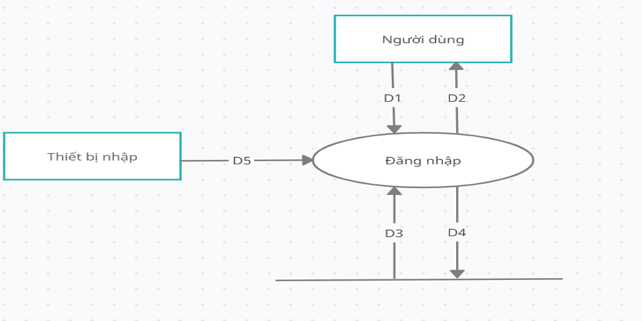 Người dùng
D1
D2
Thiết bị nhập
D5
Đăng nhập
D3
D4